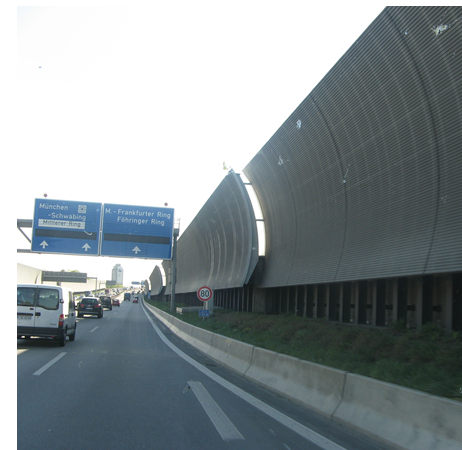 München
-Schwabing
Mittlerer Ring
M.-Frankfurter Ring
Föhringer Ring
80